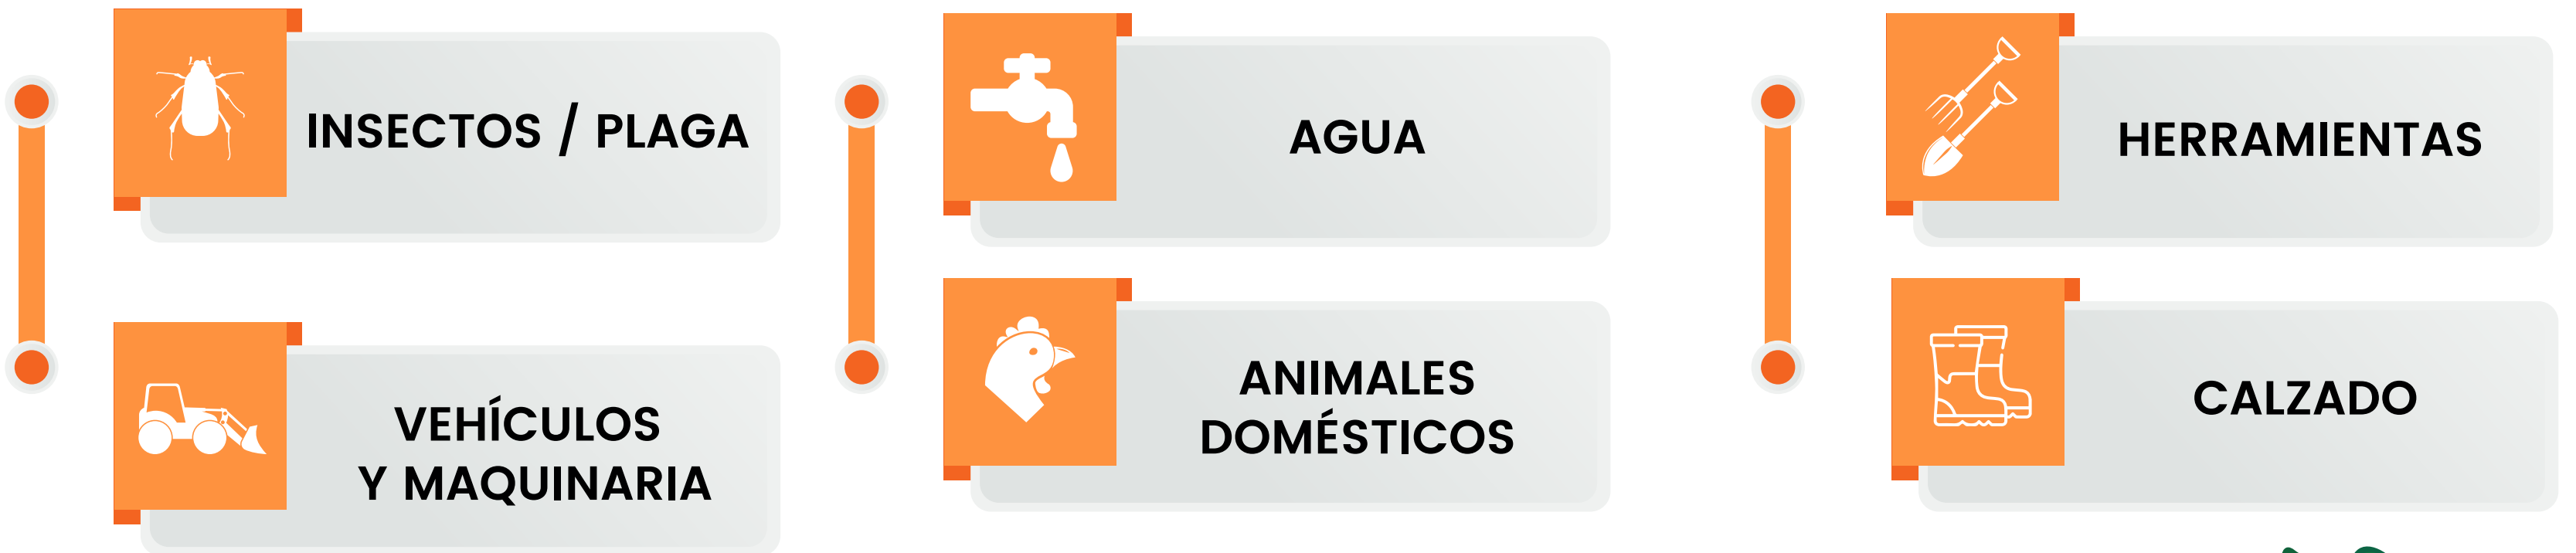 INSECTOS / PLAGA
VEHÍCULOS
Y MAQUINARIA
AGUA
ANIMALES
DOMÉSTICOS
HERRAMIENTAS
CALZADO